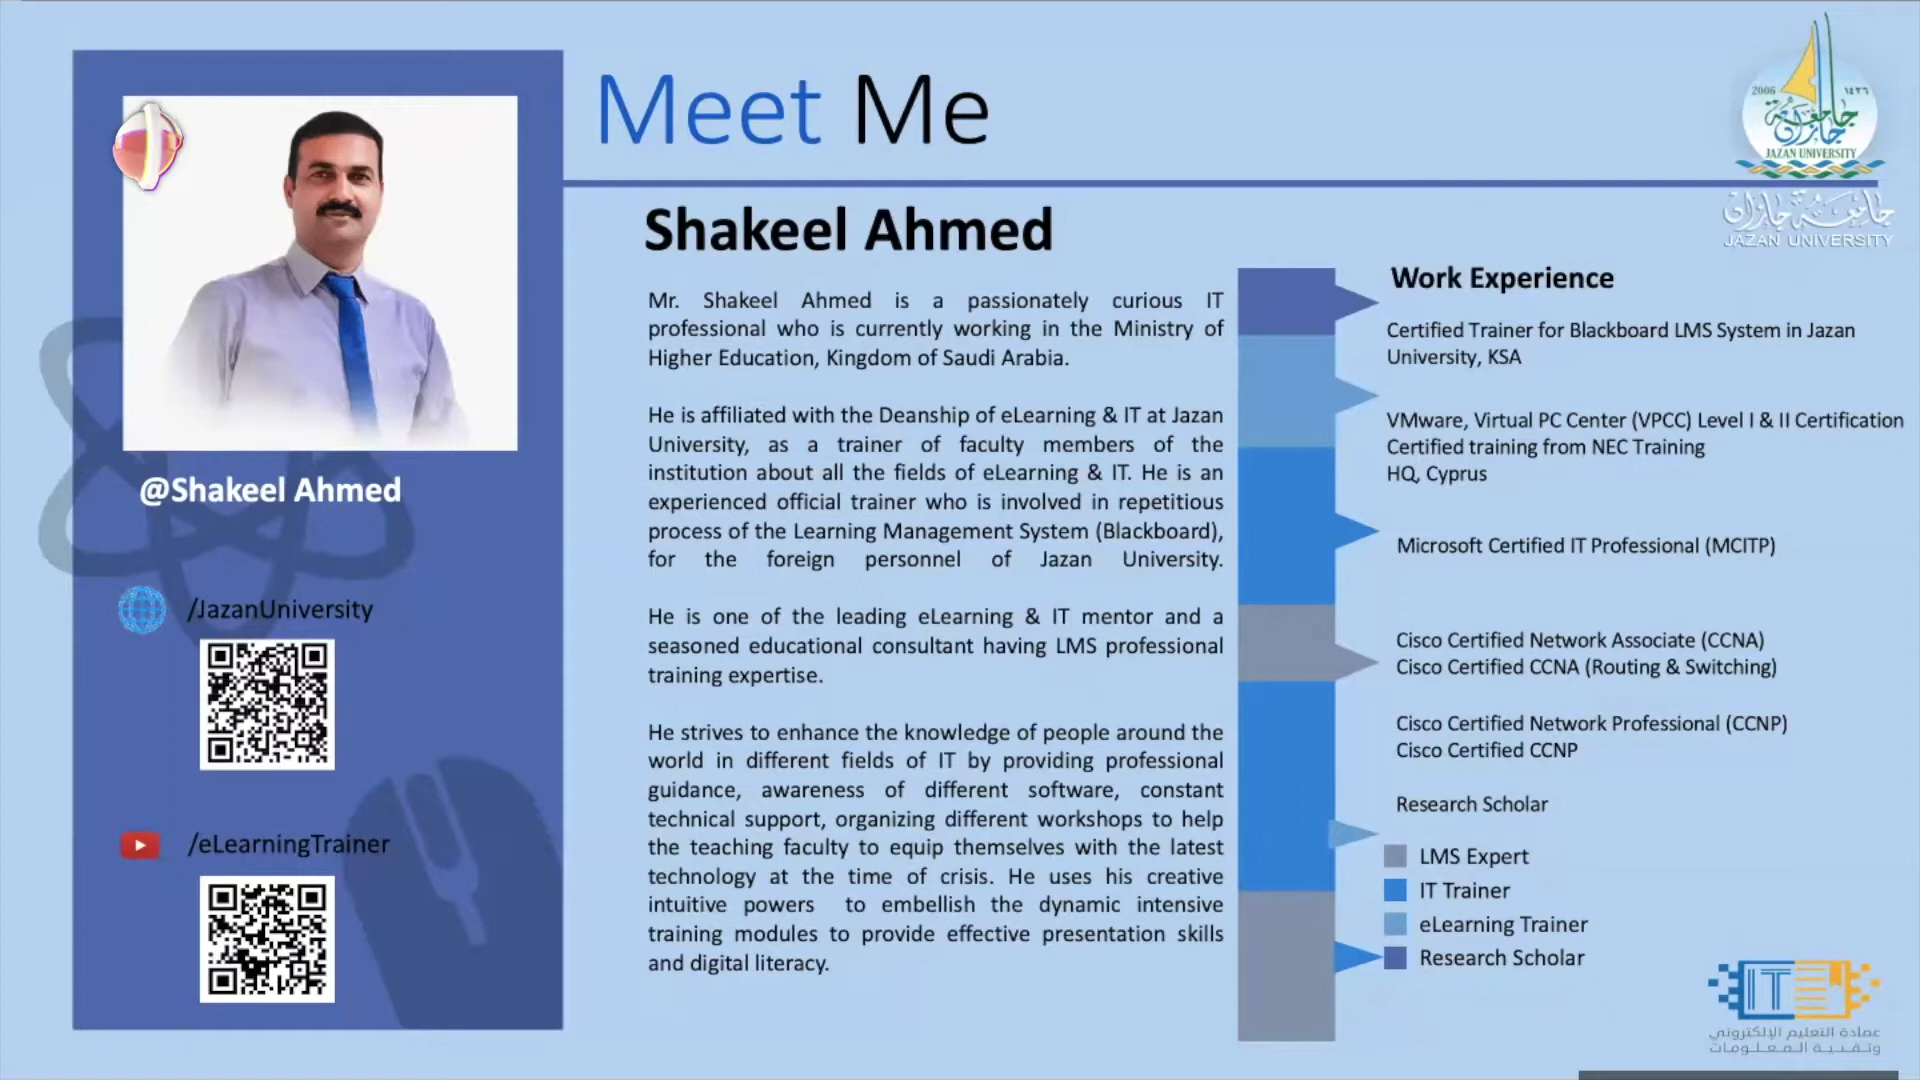 Meet Me
2006 ١٤٢٦
جامعة
جازان
JAZAN UNIVERSITY
جامعة جازان
JAZAN UNIVERSITY
@Shakeel Ahmed
/JazanUniversity
/eLearningTrainer
Shakeel Ahmed
Mr. Shakeel Ahmed is a passionately curious IT
professional who is currently working in the Ministry of
Higher Education, Kingdom of Saudi Arabia.
He is affiliated with the Deanship of eLearning & IT at Jazan
University, as a trainer of faculty members of the
institution about all the fields of eLearning & IT. He is an
experienced official trainer who is involved in repetitious
process of the Learning Management System (Blackboard),
for the foreign personnel of Jazan University.
He is one of the leading eLearning & IT mentor and a
seasoned educational consultant having LMS professional
training expertise.
He strives to enhance the knowledge of people around the
world in different fields of IT by providing professional
guidance, awareness of different software, constant
technical support, organizing different workshops to help
the teaching faculty to equip themselves with the latest
technology at the time of crisis. He uses his creative
intuitive powers to embellish the dynamic intensive
training modules to provide effective presentation skills
and digital literacy.
Work Experience
Certified Trainer for Blackboard LMS System in Jazan
University, KSA
VMware, Virtual PC Center (VPCC) Level I & II Certification
Certified training from NEC Training
HQ, Cyprus
Microsoft Certified IT Professional (MCITP)
Cisco Certified Network Associate (CCNA)
Cisco Certified CCNA (Routing & Switching)
Cisco Certified Network Professional (CCNP)
Cisco Certified CCNP
Research Scholar
LMS Expert
IT Trainer
eLearning Trainer
Research Scholar
IT
عمادة التعليم الإلكتروني
وتقنية المعلومات